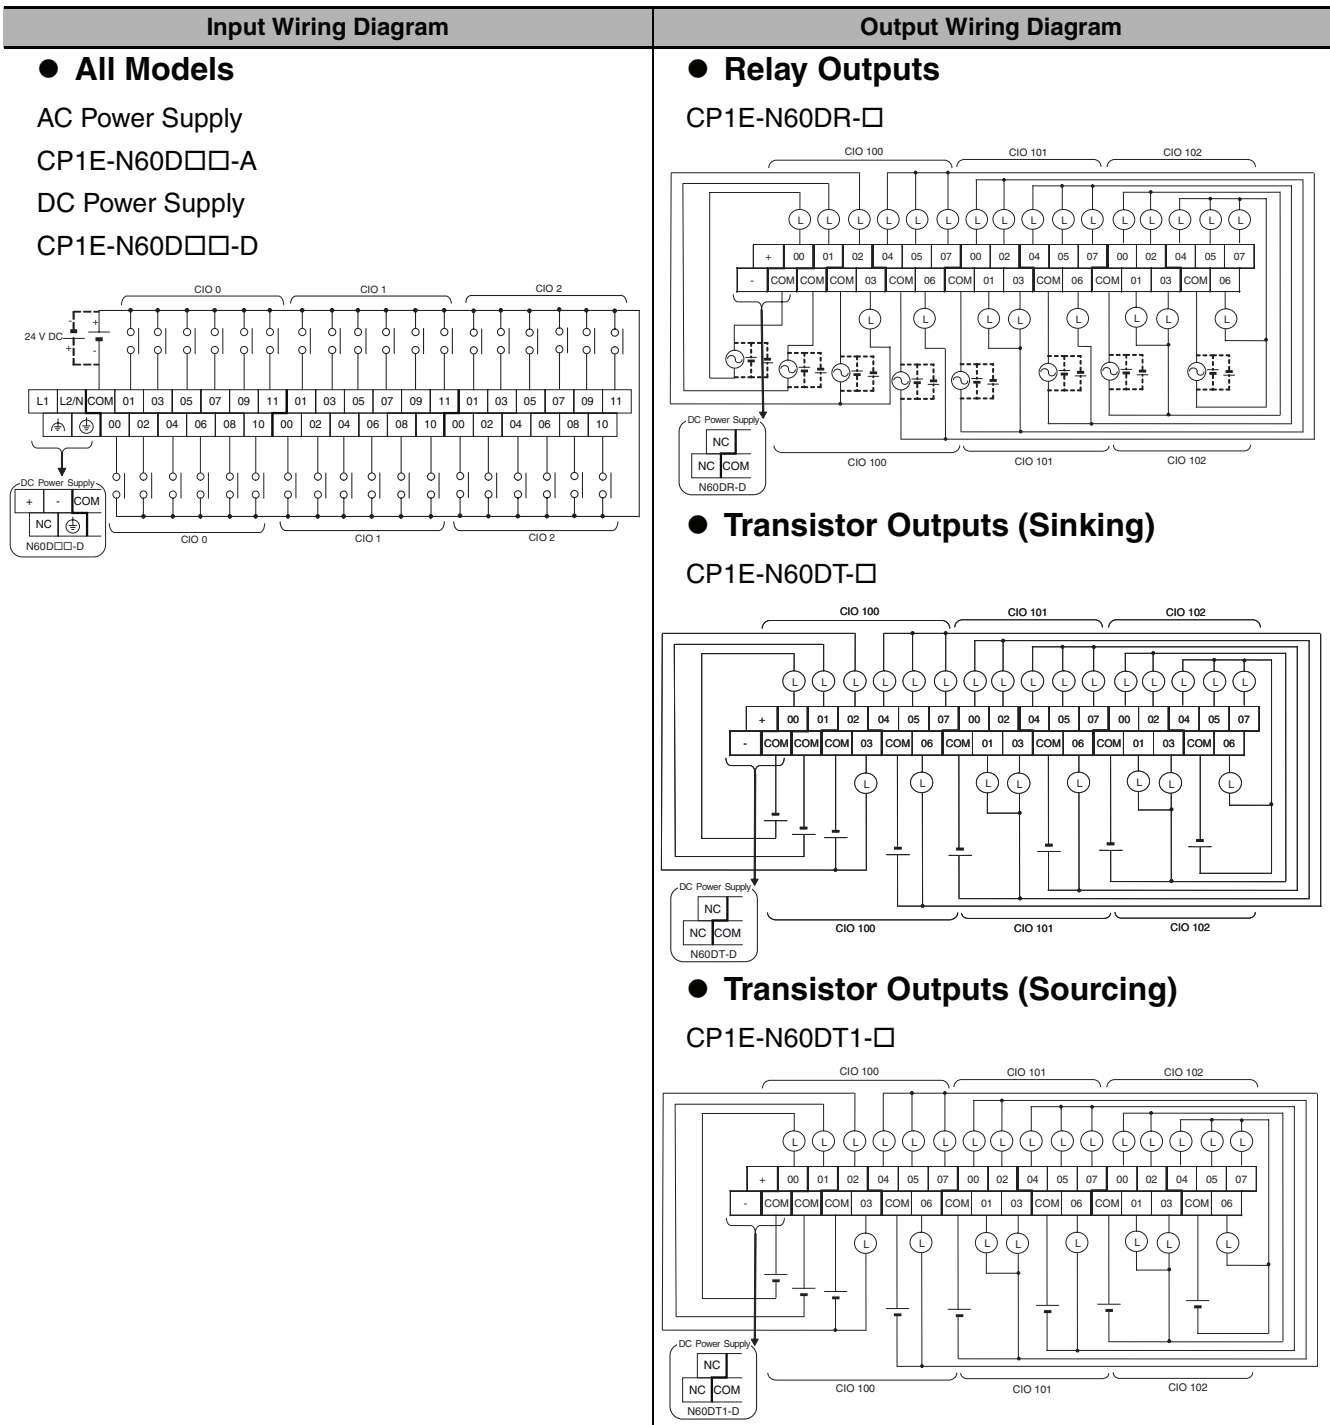 Input Wiring Diagram
● All Models
AC Power Supply
CP1E-N60D□□-A
DC Power Supply
CP1E-N60D□□-D
CIO 0 CIO 1 CIO 2
- +
24 V DC
+ -
L1 L2/N COM 01 03 05 07 09 11 01 03 05 07 09 11 01 03 05 07 09 11
00 02 04 06 08 10 00 02 04 06 08 10 00 02 04 06 08 10
DC Power Supply
+ - COM
NC
N60D□□-D
CIO 0 CIO 1 CIO 2
Output Wiring Diagram
● Relay Outputs
CP1E-N60DR-□
CIO 100 CIO 101 CIO 102
L L L L L L L L L L L L L L L L
+ 00 01 02 04 05 07 00 02 04 05 07 00 02 04 05 07
- COM COM COM 03 COM 06 COM 01 03 COM 06 COM 01 03 COM 06
L L L L L L L L
DC Power Supply
NC
NC COM
N60DR-D
CIO 100 CIO 101 CIO 102
● Transistor Outputs (Sinking)
CP1E-N60DT-□
CIO 100 CIO 101 CIO 102
L L L L L L L L L L L L L L L L
+ 00 01 02 04 05 07 00 02 04 05 07 00 02 04 05 07
- COM COM COM 03 COM 06 COM 01 03 COM 06 COM 01 03 COM 06
L L L L L L L L
DC Power Supply
NC
NC COM
N60DT-D
CIO 100 CIO 101 CIO 102
● Transistor Outputs (Sourcing)
CP1E-N60DT1-□
CIO 100 CIO 101 CIO 102
L L L L L L L L L L L L L L L L
+ 00 01 02 04 05 07 00 02 04 05 07 00 02 04 05 07
- COM COM COM 03 COM 06 COM 01 03 COM 06 COM 01 03 COM 06
L L L L L L L L
DC Power Supply
NC
NC COM
N60DT1-D
CIO 100 CIO 101 CIO 102